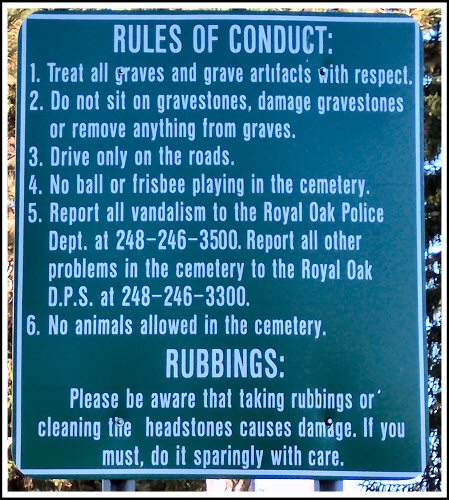 RULES OF CONDUCT:
1. Treat all graves and grave artifacts with respect.
2. Do not sit on gravestones, damage gravestones
or remove anything from graves.
3. Drive only on the roads.
4. No ball or frisbee playing in the cemetery.
5. Report all vandalism to the Royal Oak Police
Dept. at 248-246-3500. Report all other
problems in the cemetery to the Royal Oak
D.P.S. at 248-246-3300.
6. No animals allowed in the cemetery.
RUBBINGS:
Please be aware that taking rubbings or
cleaning the headstones causes damage. If you
must, do it sparingly with care.